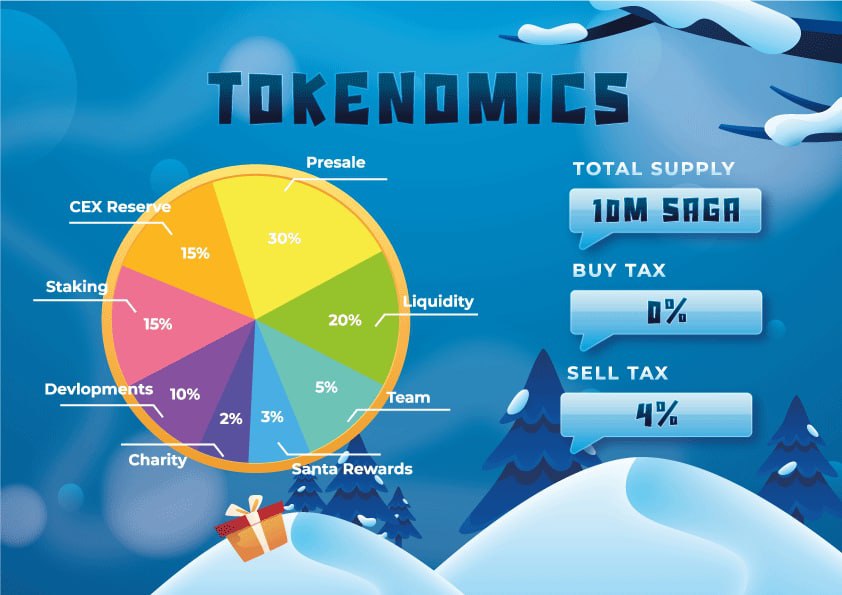 TOKENOMICS
Presale
30%
CEX Reserve
15%
Staking
15%
Liquidity
20%
Devlopments
10%
Charity
2%
Santa Rewards
3%
Team
5%
TOTAL SUPPLY
10M SAGA
BUY TAX
0%
SELL TAX
4%